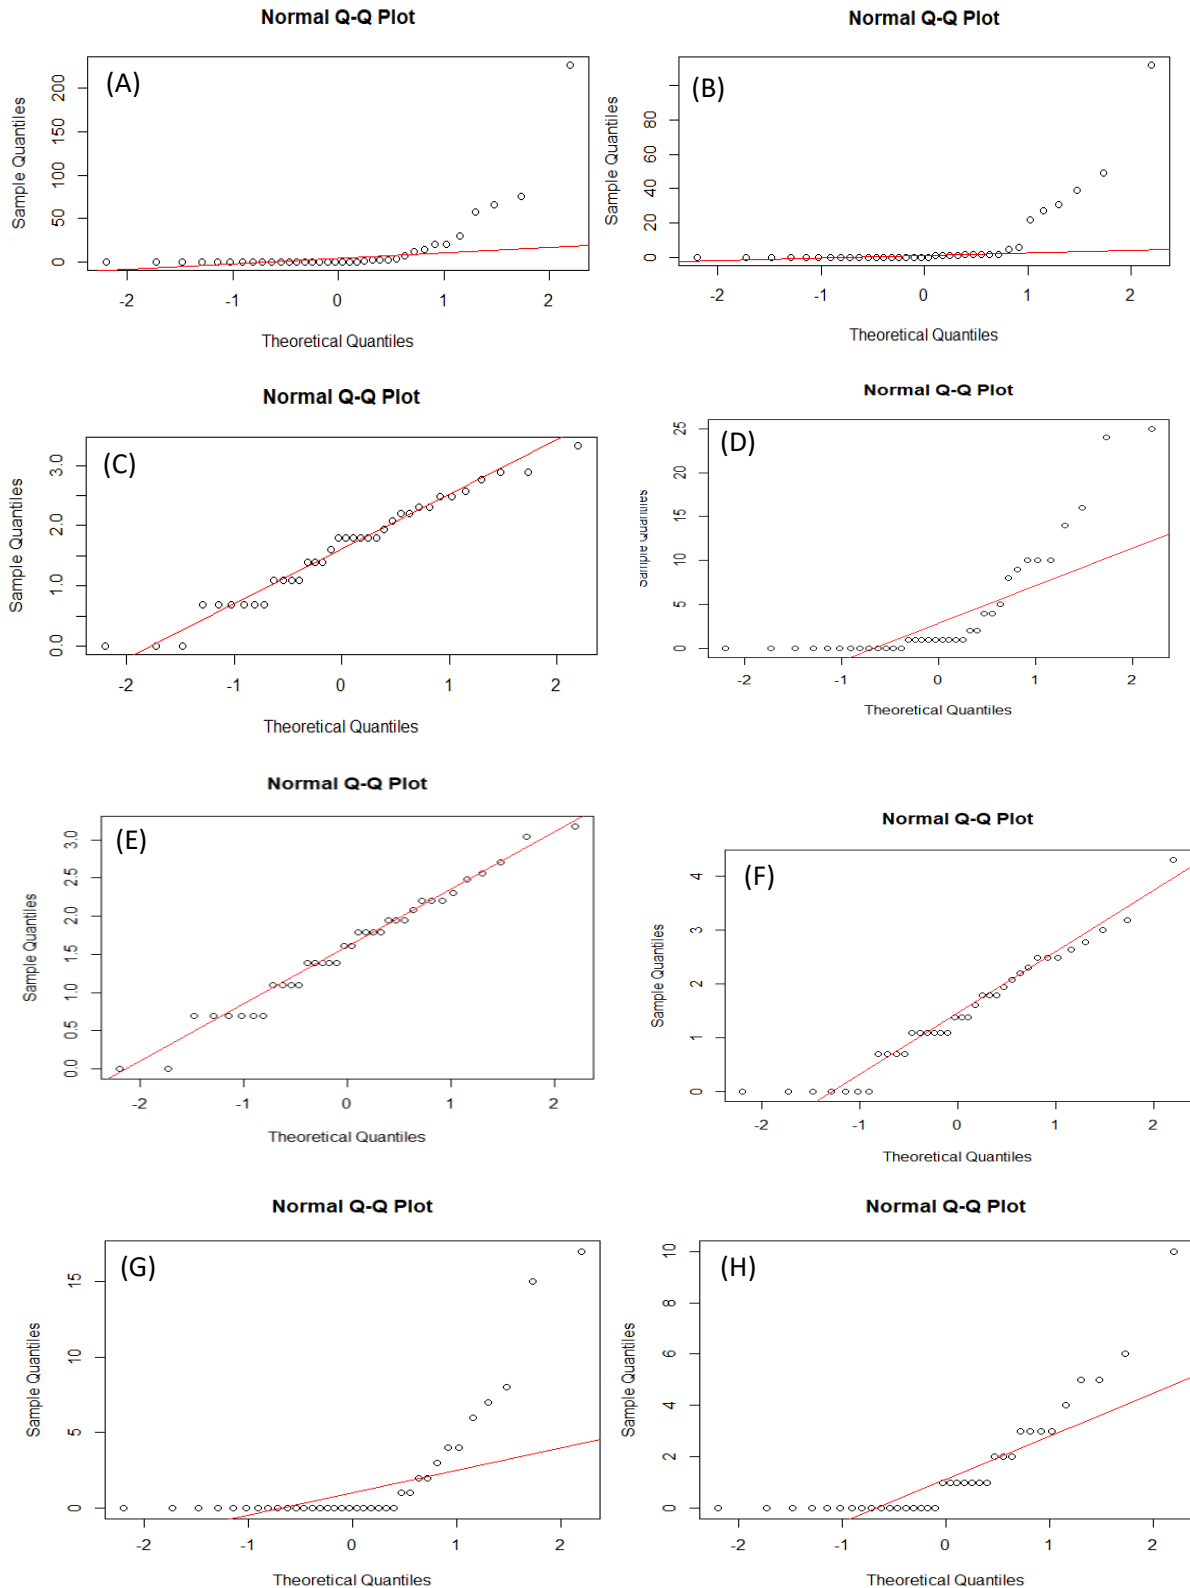 Normal Q-Q Plot
(A)
Sample Quantiles
0 50 100 150 200
-2 -1 0 1 2
Theoretical Quantiles
Normal Q-Q Plot
(B)
Sample Quantiles
0 20 40 60 80
-2 -1 0 1 2
Theoretical Quantiles
Normal Q-Q Plot
(C)
Sample Quantiles
0.0 1.0 2.0 3.0
-2 -1 0 1 2
Theoretical Quantiles
Normal Q-Q Plot
(D)
Sample Quantiles
0 5 10 15 20 25
-2 -1 0 1 2
Theoretical Quantiles
Normal Q-Q Plot
(E)
Sample Quantiles
0.0 0.5 1.0 1.5 2.0 2.5 3.0
-2 -1 0 1 2
Theoretical Quantiles
Normal Q-Q Plot
(F)
Sample Quantiles
0 1 2 3 4
-2 -1 0 1 2
Theoretical Quantiles
Normal Q-Q Plot
(G)
Sample Quantiles
0 5 10 15
-2 -1 0 1 2
Theoretical Quantiles
Normal Q-Q Plot
(H)
Sample Quantiles
0 2 4 6 8 10
-2 -1 0 1 2
Theoretical Quantiles